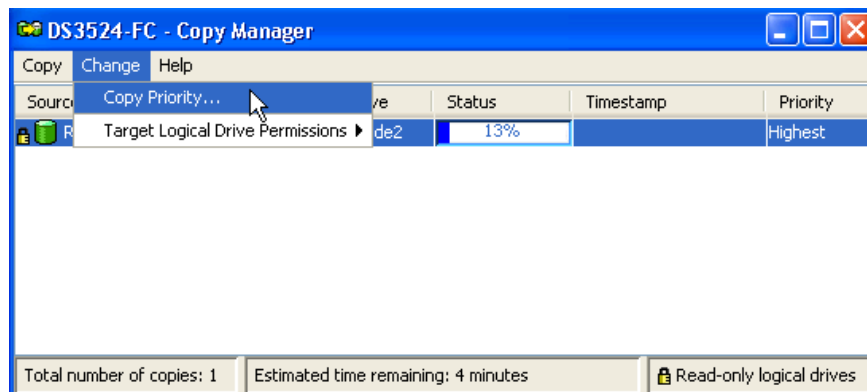 DS3524-FC - Copy Manager
Copy Change Help
Copy Priority...
Target Logical Drive Permissions
Status Timestamp Priority
13% Highest
Total number of copies: 1 Estimated time remaining: 4 minutes Read-only logical drives